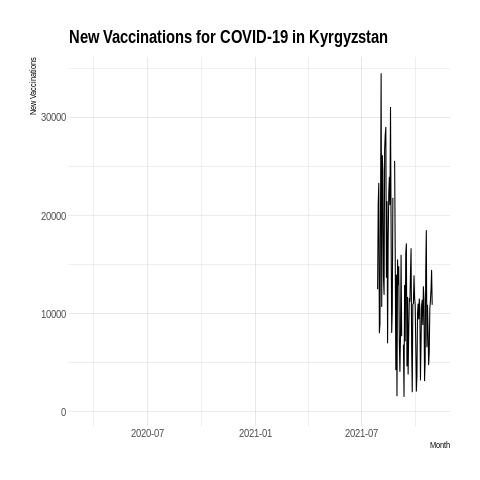 New Vaccinations for COVID-19 in Kyrgyzstan
New Vaccinations
30000
20000
10000
0
2020-07 2021-01 2021-07
Month